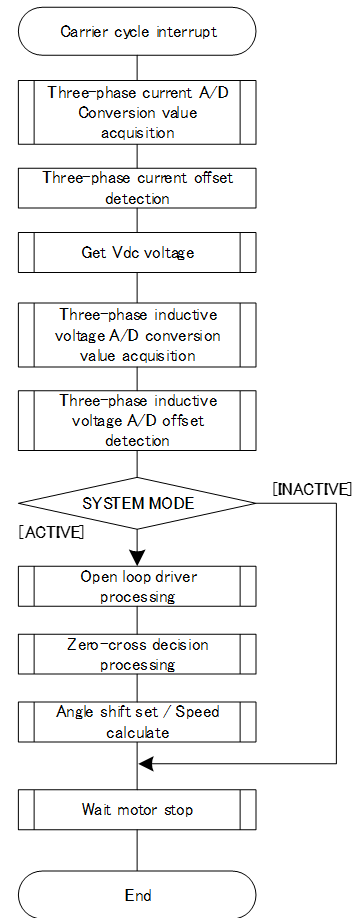 Carrier cycle interrupt
Three-phase current A/D
Conversion value
acquisition
Three-phase current offset
detection
Get Vdc voltage
Three-phase inductive
voltage A/D conversion
value acquisition
Three-phase inductive
voltage A/D offset
detection
SYSTEM MODE
[INACTIVE]
[ACTIVE]
Open loop driver
processing
Zero-cross decision
processing
Angle shift set / Speed
calculate
Wait motor stop
End